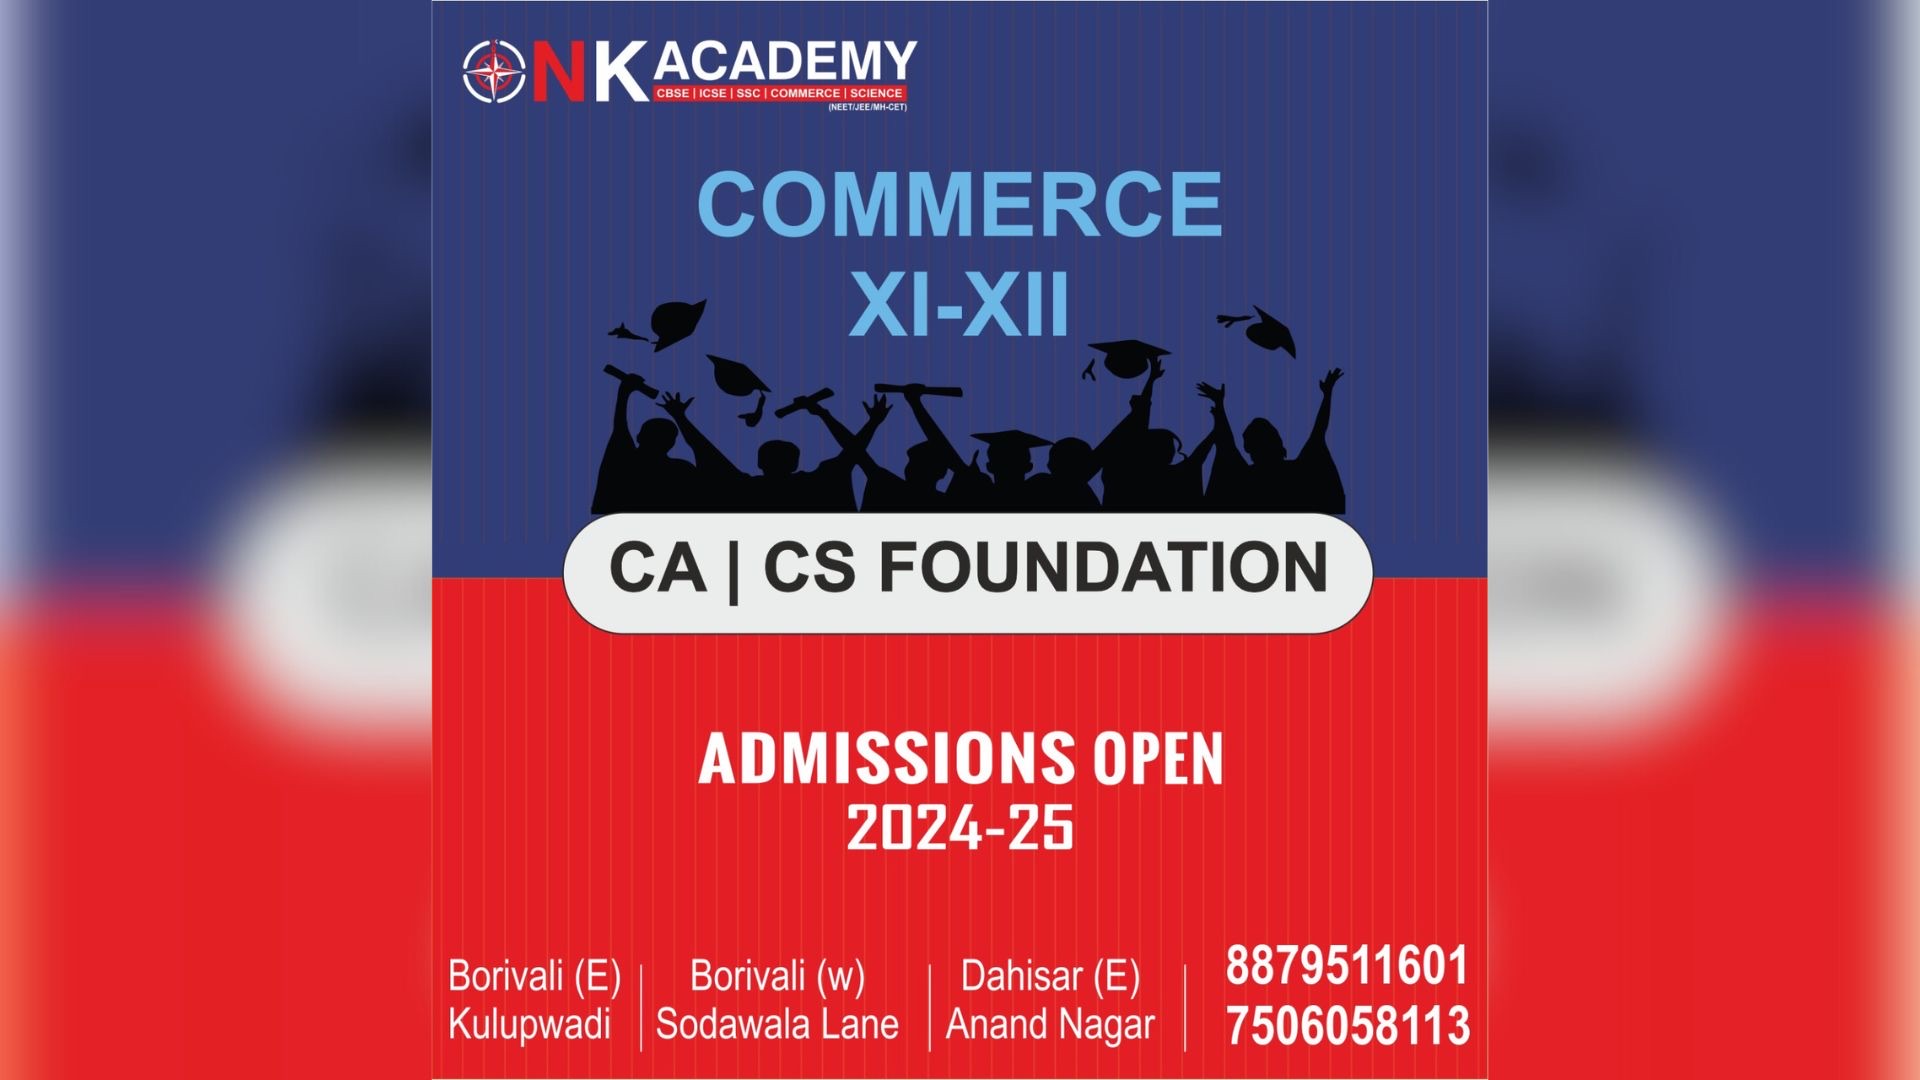 NK ACADEMY
CBSE | ICSE | SSC | COMMERCE | SCIENCE
(NEET/JEE/MH-CET)
COMMERCE
XI-XII
CA | CS FOUNDATION
ADMISSIONS OPEN
2024-25
Borivali (E)
Kulupwadi
Borivali (w)
Sodawala Lane
Dahisar (E)
Anand Nagar
8879511601
7506058113